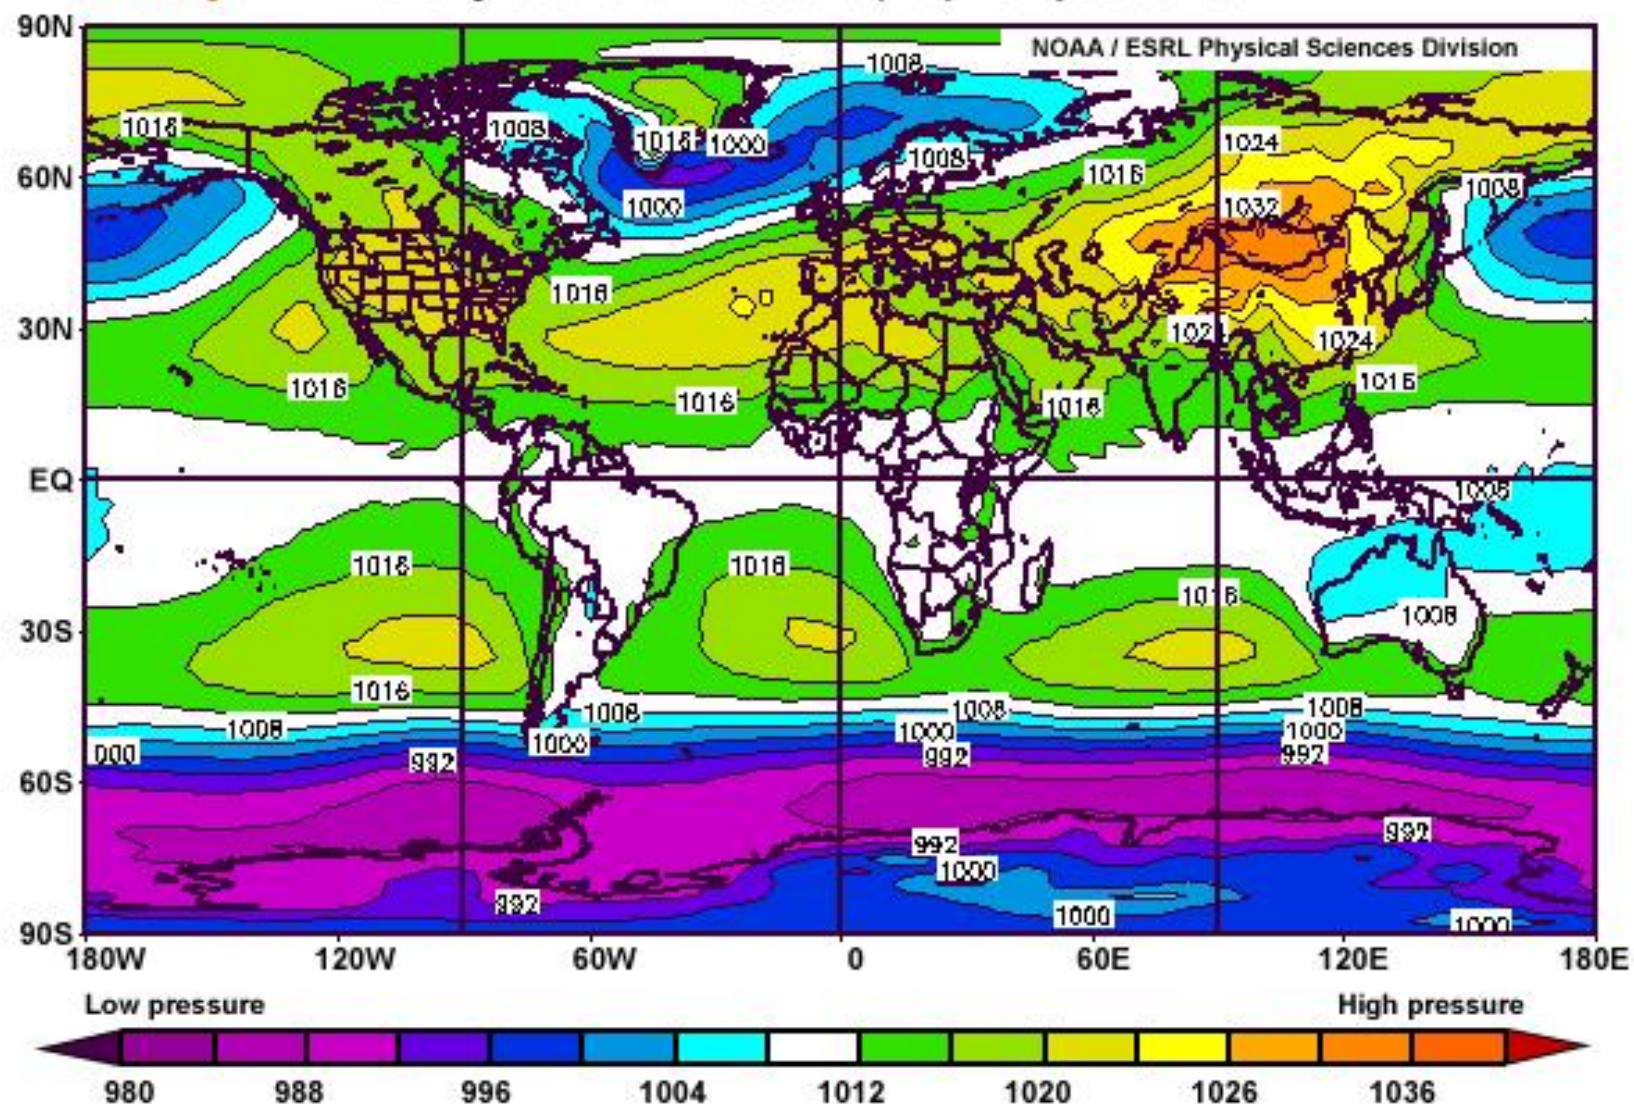 90N
NOAA / ESRL Physical Sciences Division
1008
1016 1008 1016 1000 1008 1024
1016
60N
1000 1032 1008
1016
30N
1024 1024
1016 1016 1016 1016
EQ
1008
1016 1016
1016
1008
30S
1016
1008 1008 1008 1008
000 1000 1000 1000
992 992 992
60S
992 992
1000
992 1000 1000
90S
180W 120W 60W 0 60E 120E 180E
Low pressure High pressure
980 988 996 1004 1012 1020 1026 1036